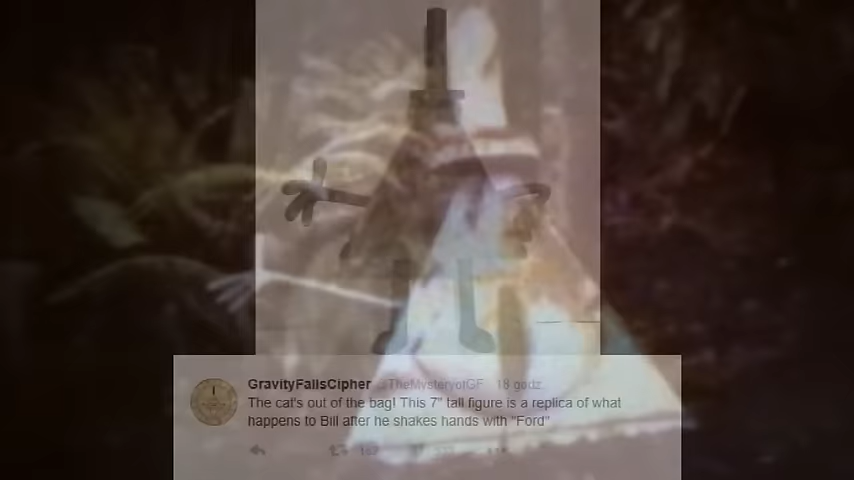 GravityFallsCipher @TheMysteryofGF 18 godz.
The cat's out of the bag! This 7" tall figure is a replica of what
happens to Bill after he shakes hands with "Ford"